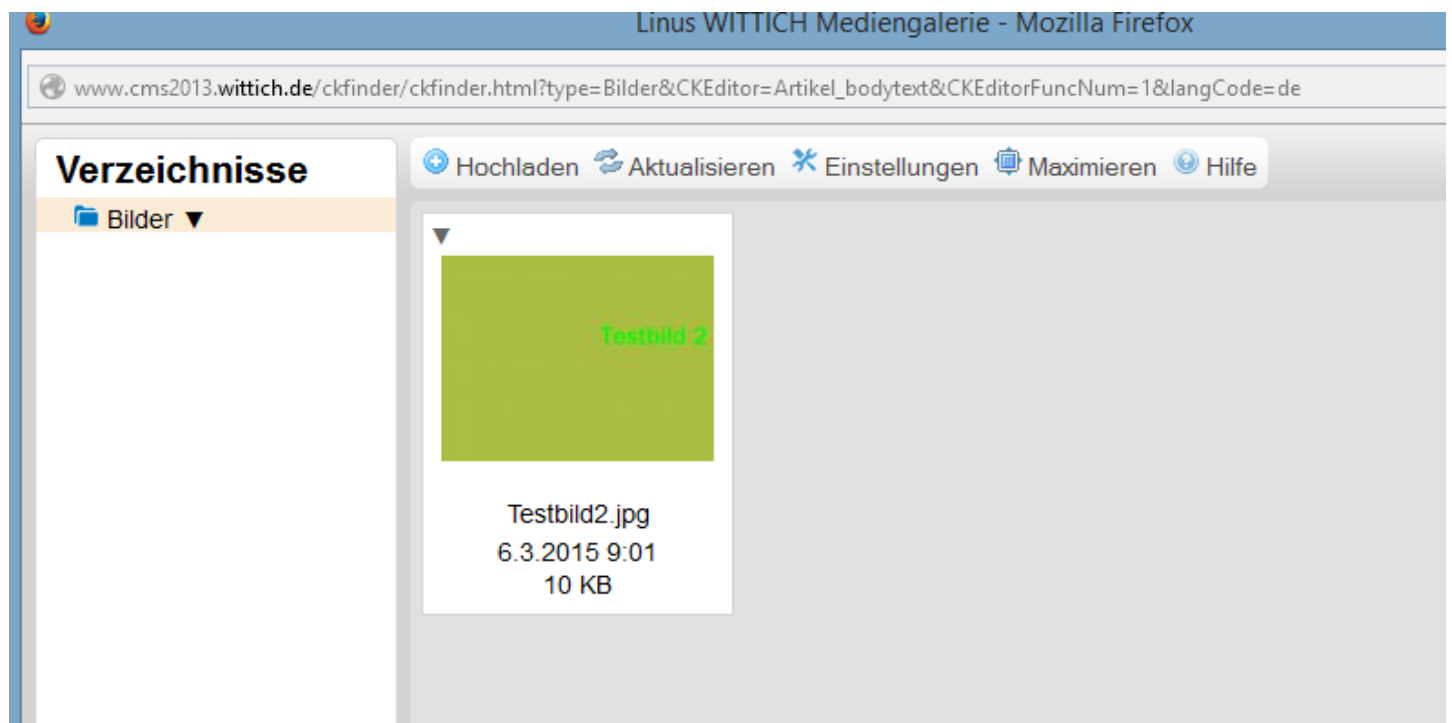 Linus WITTICH Mediengalerie - Mozilla Firefox
www.cms2013.wittich.de/ckfinder/ckfinder.html?type=Bilder&CKEditor=Artikel_bodytext&CKEditorFuncNum=1&langCode=de
Verzeichnisse
Bilder ▼
Hochladen Aktualisieren Einstellungen Maximieren Hilfe
▼
Testbild 2
Testbild2.jpg
6.3.2015 9:01
10 KB